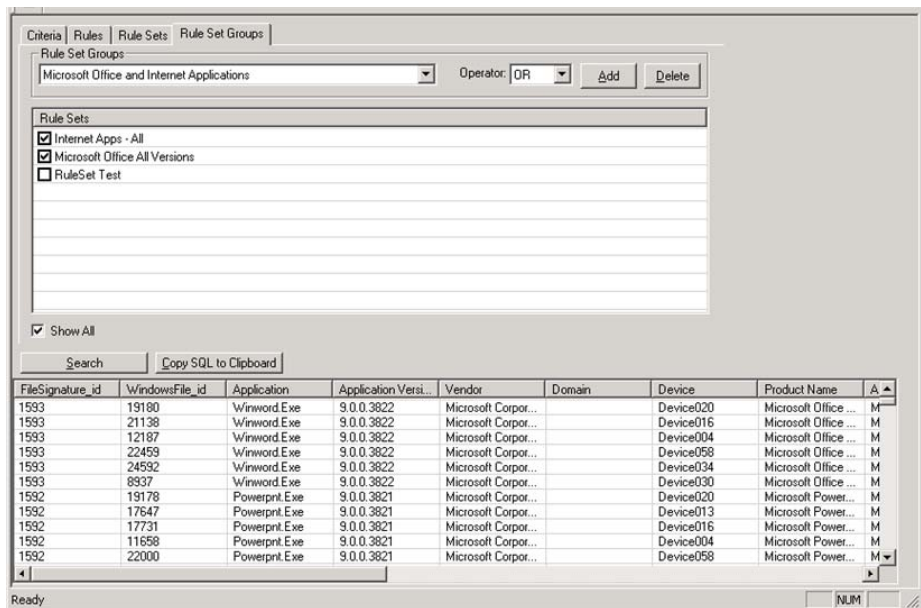 Criteria Rules Rule Sets Rule Set Groups
Rule Set Groups
Microsoft Office and Internet Applications Operator: OR Add Delete
Rule Sets
Internet Apps - All
Microsoft Office All Versions
RuleSet Test
Show All
Search Copy SQL to Clipboard
FileSignature_id WindowsFile_id Application Application Versi... Vendor Domain Device Product Name A
1593 19180 Winword.Exe 9.0.0.3822 Microsoft Corpor... Device020 Microsoft Office ... M
1593 21138 Winword.Exe 9.0.0.3822 Microsoft Corpor... Device016 Microsoft Office ... M
1593 12187 Winword.Exe 9.0.0.3822 Microsoft Corpor... Device004 Microsoft Office ... M
1593 22459 Winword.Exe 9.0.0.3822 Microsoft Corpor... Device058 Microsoft Office ... M
1593 24592 Winword.Exe 9.0.0.3822 Microsoft Corpor... Device034 Microsoft Office ... M
1593 8937 Winword.Exe 9.0.0.3822 Microsoft Corpor... Device030 Microsoft Office ... M
1592 19178 Powerpnt.Exe 9.0.0.3821 Microsoft Corpor... Device020 Microsoft Power... M
1592 17647 Powerpnt.Exe 9.0.0.3821 Microsoft Corpor... Device013 Microsoft Power... M
1592 17731 Powerpnt.Exe 9.0.0.3821 Microsoft Corpor... Device016 Microsoft Power... M
1592 11658 Powerpnt.Exe 9.0.0.3821 Microsoft Corpor... Device004 Microsoft Power... M
1592 22000 Powerpnt.Exe 9.0.0.3821 Microsoft Corpor... Device058 Microsoft Power... M
Ready NUM